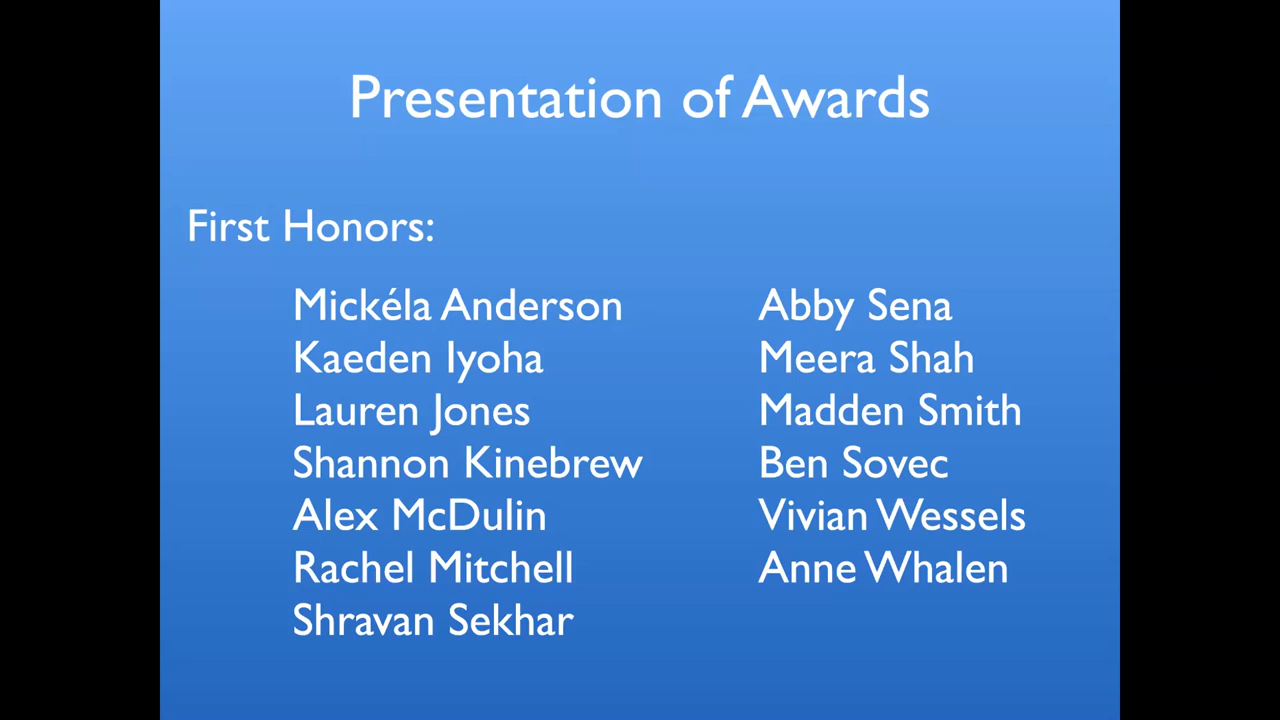 Presentation of Awards
First Honors:
Mickéla Anderson
Kaeden Iyoha
Lauren Jones
Shannon Kinebrew
Alex McDulin
Rachel Mitchell
Shravan Sekhar
Abby Sena
Meera Shah
Madden Smith
Ben Sovec
Vivian Wessels
Anne Whalen